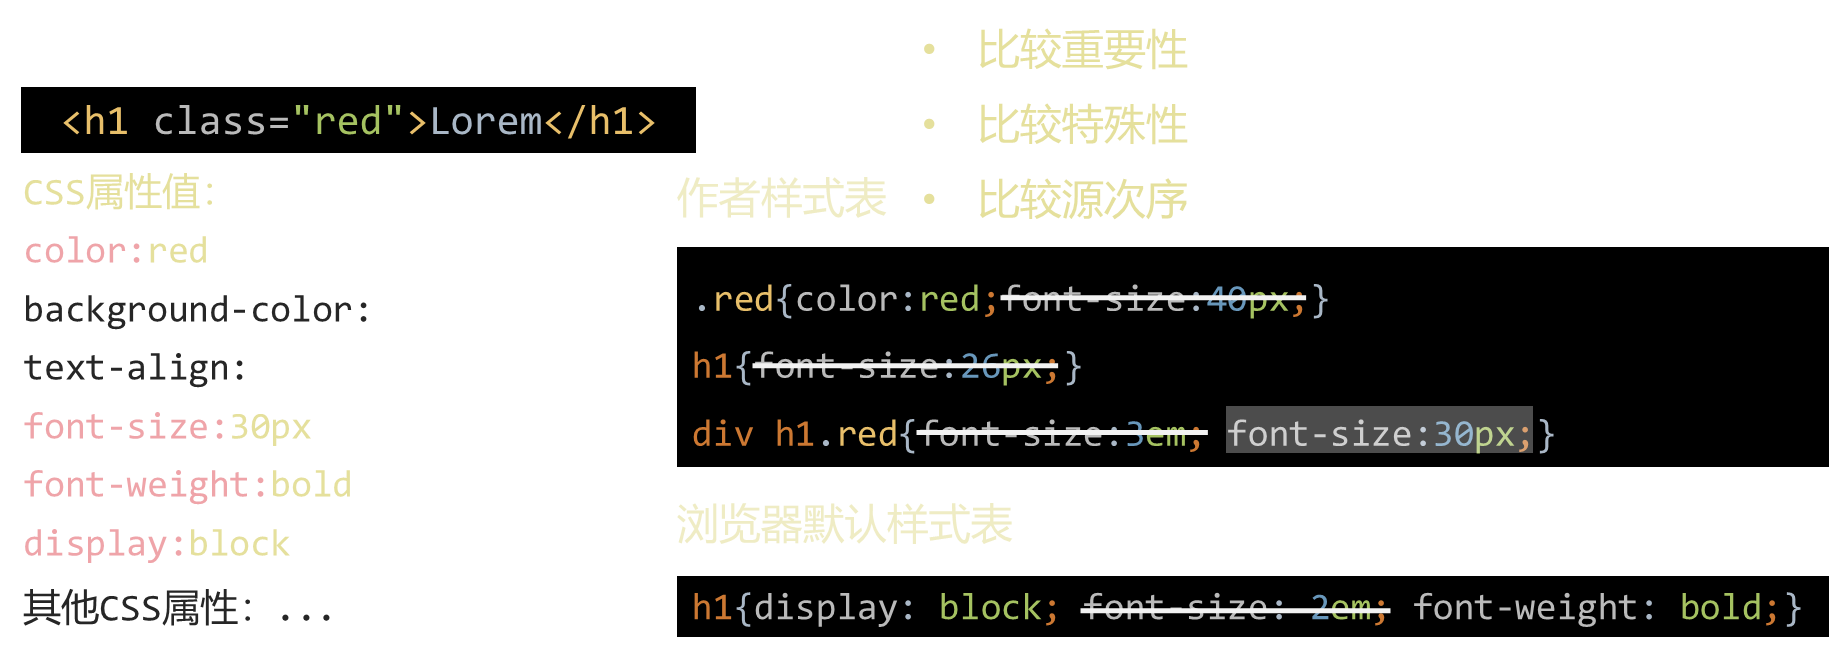 <h1 class="red">Lorem</h1>
CSS属性值:
color:red
background-color:
text-align:
font-size:30px
font-weight:bold
display:block
其他CSS属性: ...
• 比较重要性
• 比较特殊性
• 比较源次序
作者样式表
.red{color:red;font-size:40px;}
h1{font-size:26px;}
div h1.red{font-size:3em; font-size:30px;}
浏览器默认样式表
h1{display: block; font-size: 2em; font-weight: bold;}